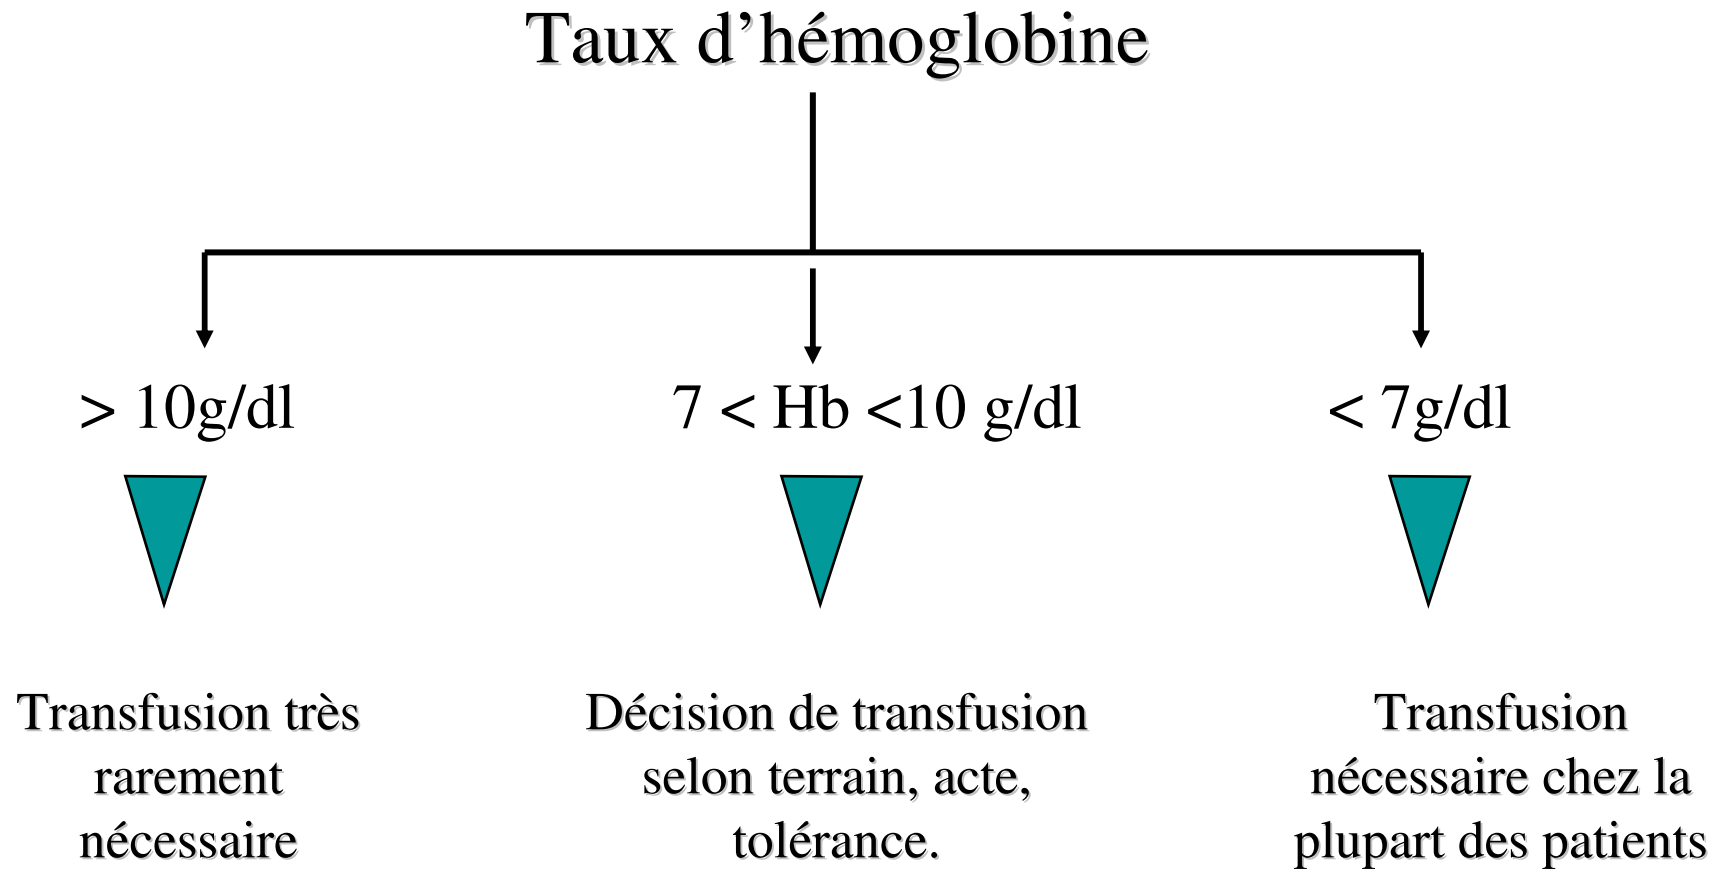 Taux d’hémoglobine
> 10g/dl
7 < Hb <10 g/dl
< 7g/dl
Transfusion très
rarement
nécessaire
Décision de transfusion
selon terrain, acte,
tolérance.
Transfusion
nécessaire chez la
plupart des patients